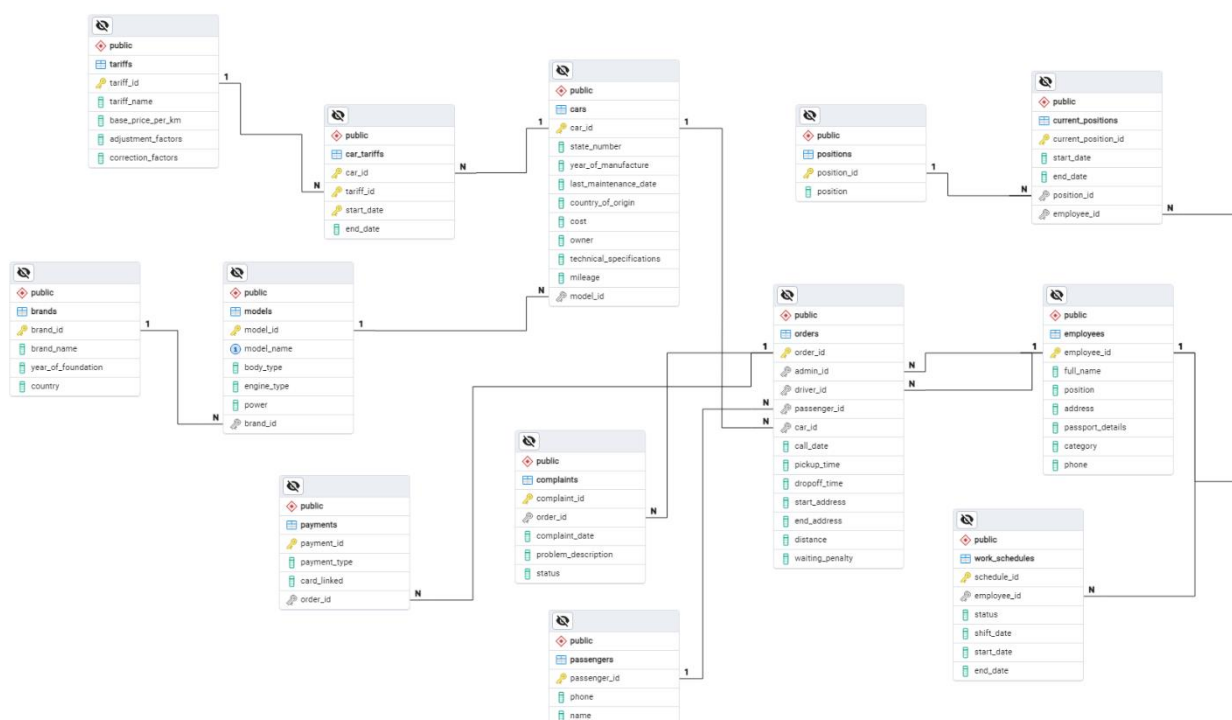 public
tariffs
tariff_id
tariff_name
base_price_per_km
adjustment_factors
correction_factors
1
N
public
car_tariffs
car_id
tariff_id
start_date
end_date
N
1
public
cars
car_id
state_number
year_of_manufacture
last_maintenance_date
country_of_origin
cost
owner
technical_specifications
mileage
model_id
1
N
public
positions
position_id
position
1
N
public
current_positions
current_position_id
start_date
end_date
position_id
employee_id
N
public
brands
brand_id
brand_name
year_of_foundation
country
1
N
public
models
model_id
model_name
body_type
engine_type
power
brand_id
1
public
orders
order_id
admin_id
driver_id
passenger_id
car_id
call_date
pickup_time
dropoff_time
start_address
end_address
distance
waiting_penalty
1
N
N
N
N
1
public
employees
employee_id
full_name
position
address
passport_details
category
phone
1
public
payments
payment_id
payment_type
card_linked
order_id
N
public
complaints
complaint_id
order_id
complaint_date
problem_description
status
N
public
work_schedules
schedule_id
employee_id
status
shift_date
start_date
end_date
N
public
passengers
passenger_id
phone
name
1